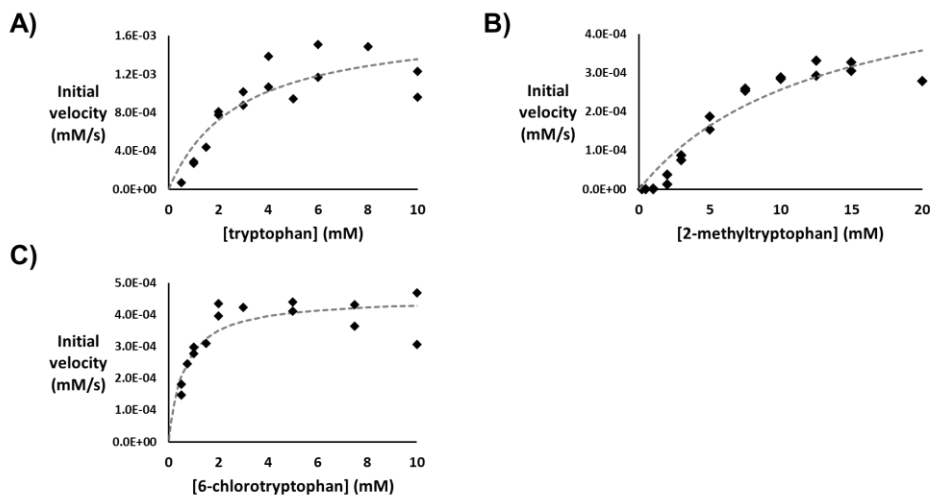 A)
1.6E-03
1.2E-03
8.0E-04
4.0E-04
0.0E+00
Initial
velocity
(mM/s)
0 2 4 6 8 10
[tryptophan] (mM)
B)
4.0E-04
3.0E-04
2.0E-04
1.0E-04
0.0E+00
Initial
velocity
(mM/s)
0 5 10 15 20
[2-methyltryptophan] (mM)
C)
5.0E-04
4.0E-04
3.0E-04
2.0E-04
1.0E-04
0.0E+00
Initial
velocity
(mM/s)
0 2 4 6 8 10
[6-chlorotryptophan] (mM)